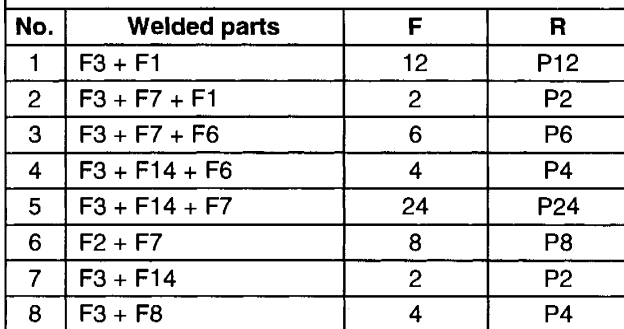 No. Welded parts F R
1 F3 + F1 12 P12
2 F3 + F7 + F1 2 P2
3 F3 + F7 + F6 6 P6
4 F3 + F14 + F6 4 P4
5 F3 + F14 + F7 24 P24
6 F2 + F7 8 P8
7 F3 + F14 2 P2
8 F3 + F8 4 P4